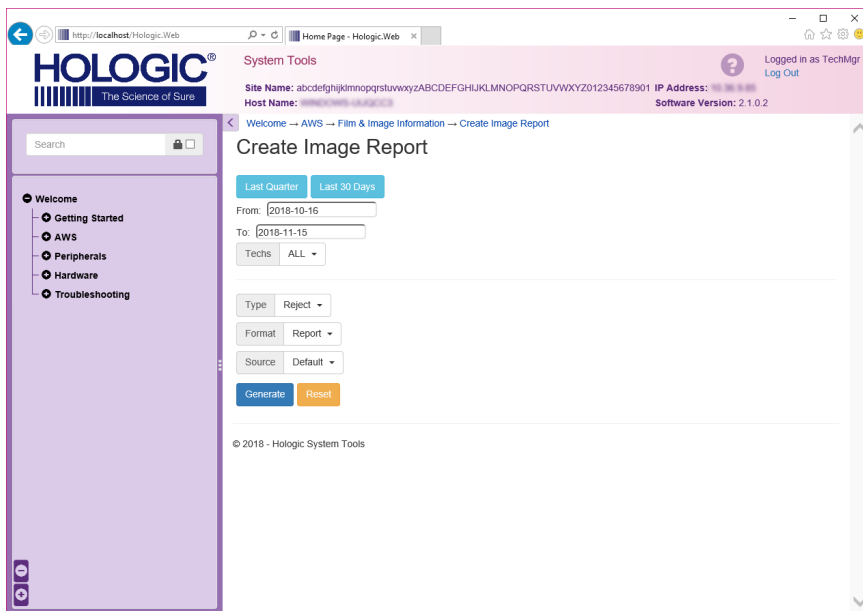 http://localhost/Hologic.Web
Home Page - Hologic.Web
HOLOGIC®
The Science of Sure
System Tools
Logged in as TechMgr
Log Out
Site Name: abcdefghijklmnopqrstuvwxyzABCDEFGHIJKLMNOPQRSTUVWXYZ012345678901 IP Address:
Host Name:
Software Version: 2.1.0.2
Search
Welcome
Getting Started
AWS
Peripherals
Hardware
Troubleshooting
Welcome → AWS → Film & Image Information → Create Image Report
Create Image Report
Last Quarter Last 30 Days
From: 2018-10-16
To: 2018-11-15
Techs ALL
Type Reject
Format Report
Source Default
Generate Reset
© 2018 - Hologic System Tools